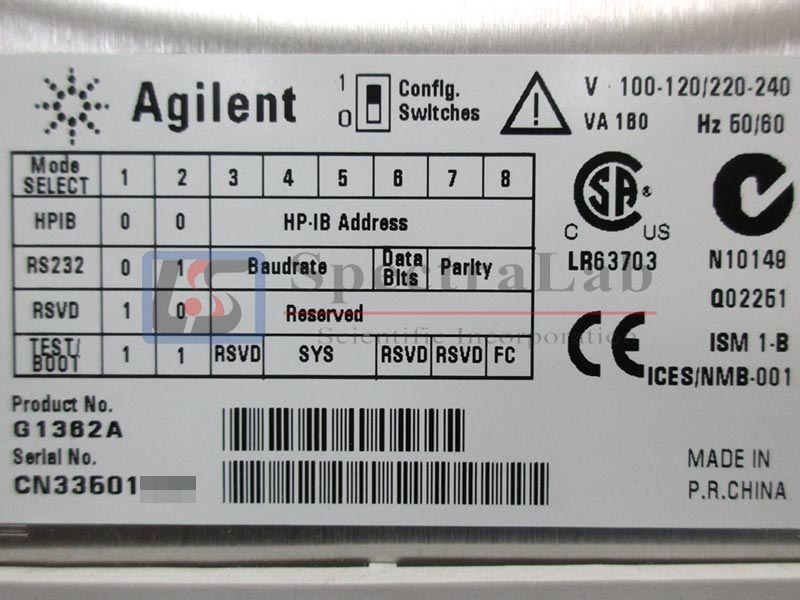 Agilent
1
0
Config.
Switches
V 100-120/220-240
VA 160 Hz 50/60
Mode SELECT 1 2 3 4 5 6 7 8
HPIB 0 0 HP-IB Address
RS232 0 1 Baudrate Data Bits Parity
RSVD 1 0 Reserved
TEST/BOOT 1 1 RSVD SYS RSVD RSVD FC
C US
LR63703
N10149
Q02261
ISM 1-B
CE
ICES/NMB-001
Product No.
G1362A
Serial No.
CN33601
MADE IN
P.R.CHINA
SpectraLab
Scientific Incorporation